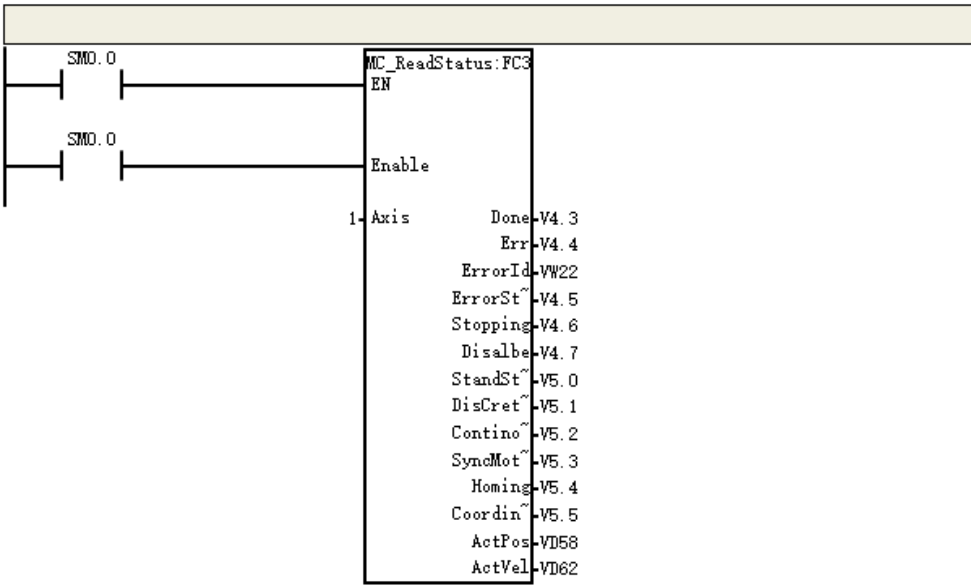 SM0.0
MC_ReadStatus:FC3
EN
SM0.0
Enable
1 Axis Done V4.3
Err V4.4
ErrorId VW22
ErrorSt~ V4.5
Stopping V4.6
Disalbe V4.7
StandSt~ V5.0
DisCret~ V5.1
Contino~ V5.2
SyncMot~ V5.3
Homing V5.4
Coordin~ V5.5
ActPos VD58
ActVel VD62